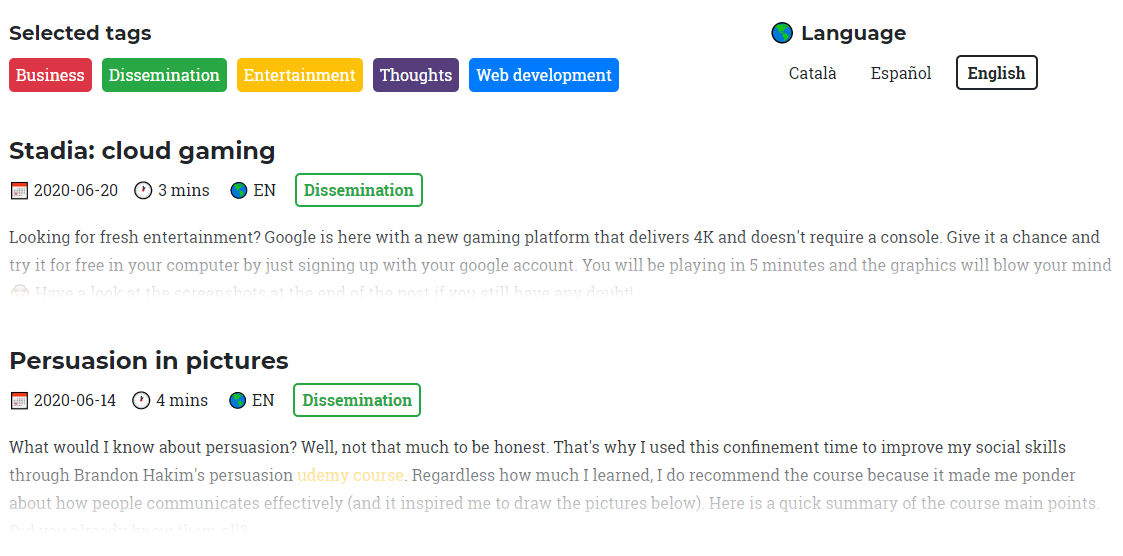 Selected tags
Language
Business Dissemination Entertainment Thoughts Web development
Català Español English
Stadia: cloud gaming
2020-06-20 3 mins EN Dissemination
Looking for fresh entertainment? Google is here with a new gaming platform that delivers 4K and doesn't require a console. Give it a chance and
try it for free in your computer by just signing up with your google account. You will be playing in 5 minutes and the graphics will blow your mind
Have a look at the screenshots at the end of the post if you still have any doubt!
Persuasion in pictures
2020-06-14 4 mins EN Dissemination
What would I know about persuasion? Well, not that much to be honest. That's why I used this confinement time to improve my social skills
through Brandon Hakim's persuasion udemy course. Regardless how much I learned, I do recommend the course because it made me ponder
about how people communicates effectively (and it inspired me to draw the pictures below). Here is a quick summary of the course main points.
Did you already know them all?